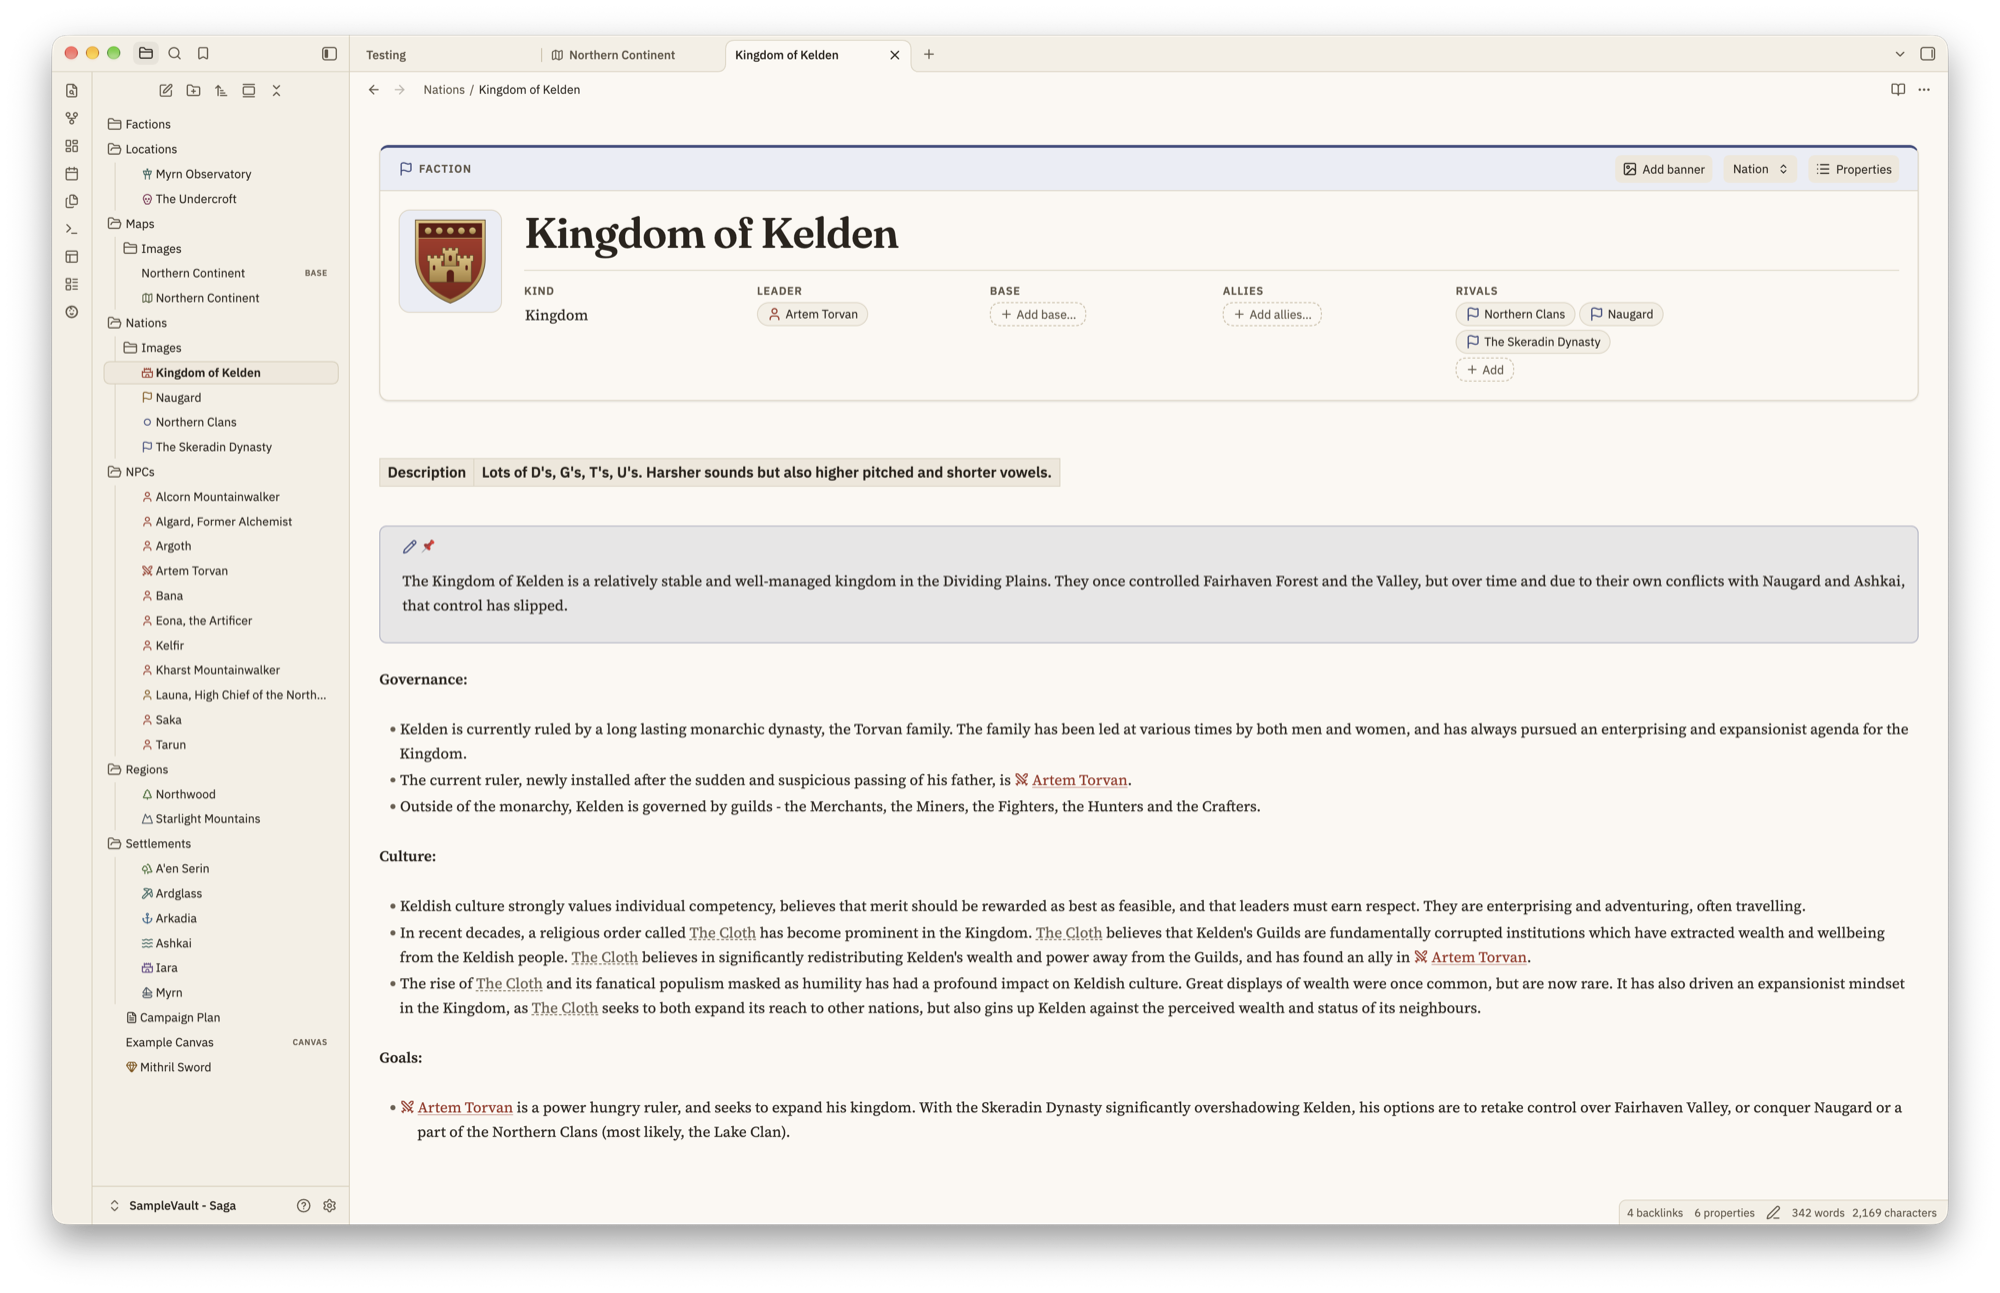 Testing
Northern Continent
Kingdom of Kelden
Nations / Kingdom of Kelden
Factions
Locations
Myrn Observatory
The Undercroft
Maps
Images
Northern Continent BASE
Northern Continent
Nations
Images
Kingdom of Kelden
Naugard
Northern Clans
The Skeradin Dynasty
NPCs
Alcorn Mountainwalker
Algard, Former Alchemist
Argoth
Artem Torvan
Bana
Eona, the Artificer
Kelfir
Kharst Mountainwalker
Launa, High Chief of the North...
Saka
Tarun
Regions
Northwood
Starlight Mountains
Settlements
A'en Serin
Ardglass
Arkadia
Ashkai
Iara
Myrn
Campaign Plan
Example Canvas CANVAS
Mithril Sword
SampleVault - Saga
FACTION
Add banner
Nation
Properties
Kingdom of Kelden
KIND
Kingdom
LEADER
Artem Torvan
BASE
+ Add base...
ALLIES
+ Add allies...
RIVALS
Northern Clans
Naugard
The Skeradin Dynasty
+ Add
Description Lots of D's, G's, T's, U's. Harsher sounds but also higher pitched and shorter vowels.
The Kingdom of Kelden is a relatively stable and well-managed kingdom in the Dividing Plains. They once controlled Fairhaven Forest and the Valley, but over time and due to their own conflicts with Naugard and Ashkai,
that control has slipped.
Governance:
• Kelden is currently ruled by a long lasting monarchic dynasty, the Torvan family. The family has been led at various times by both men and women, and has always pursued an enterprising and expansionist agenda for the
Kingdom.
• The current ruler, newly installed after the sudden and suspicious passing of his father, is Artem Torvan.
• Outside of the monarchy, Kelden is governed by guilds - the Merchants, the Miners, the Fighters, the Hunters and the Crafters.
Culture:
• Keldish culture strongly values individual competency, believes that merit should be rewarded as best as feasible, and that leaders must earn respect. They are enterprising and adventuring, often travelling.
• In recent decades, a religious order called The Cloth has become prominent in the Kingdom. The Cloth believes that Kelden's Guilds are fundamentally corrupted institutions which have extracted wealth and wellbeing
from the Keldish people. The Cloth believes in significantly redistributing Kelden's wealth and power away from the Guilds, and has found an ally in Artem Torvan.
• The rise of The Cloth and its fanatical populism masked as humility has had a profound impact on Keldish culture. Great displays of wealth were once common, but are now rare. It has also driven an expansionist mindset
in the Kingdom, as The Cloth seeks to both expand its reach to other nations, but also gins up Kelden against the perceived wealth and status of its neighbours.
Goals:
• Artem Torvan is a power hungry ruler, and seeks to expand his kingdom. With the Skeradin Dynasty significantly overshadowing Kelden, his options are to retake control over Fairhaven Valley, or conquer Naugard or a
part of the Northern Clans (most likely, the Lake Clan).
4 backlinks 6 properties 342 words 2,169 characters